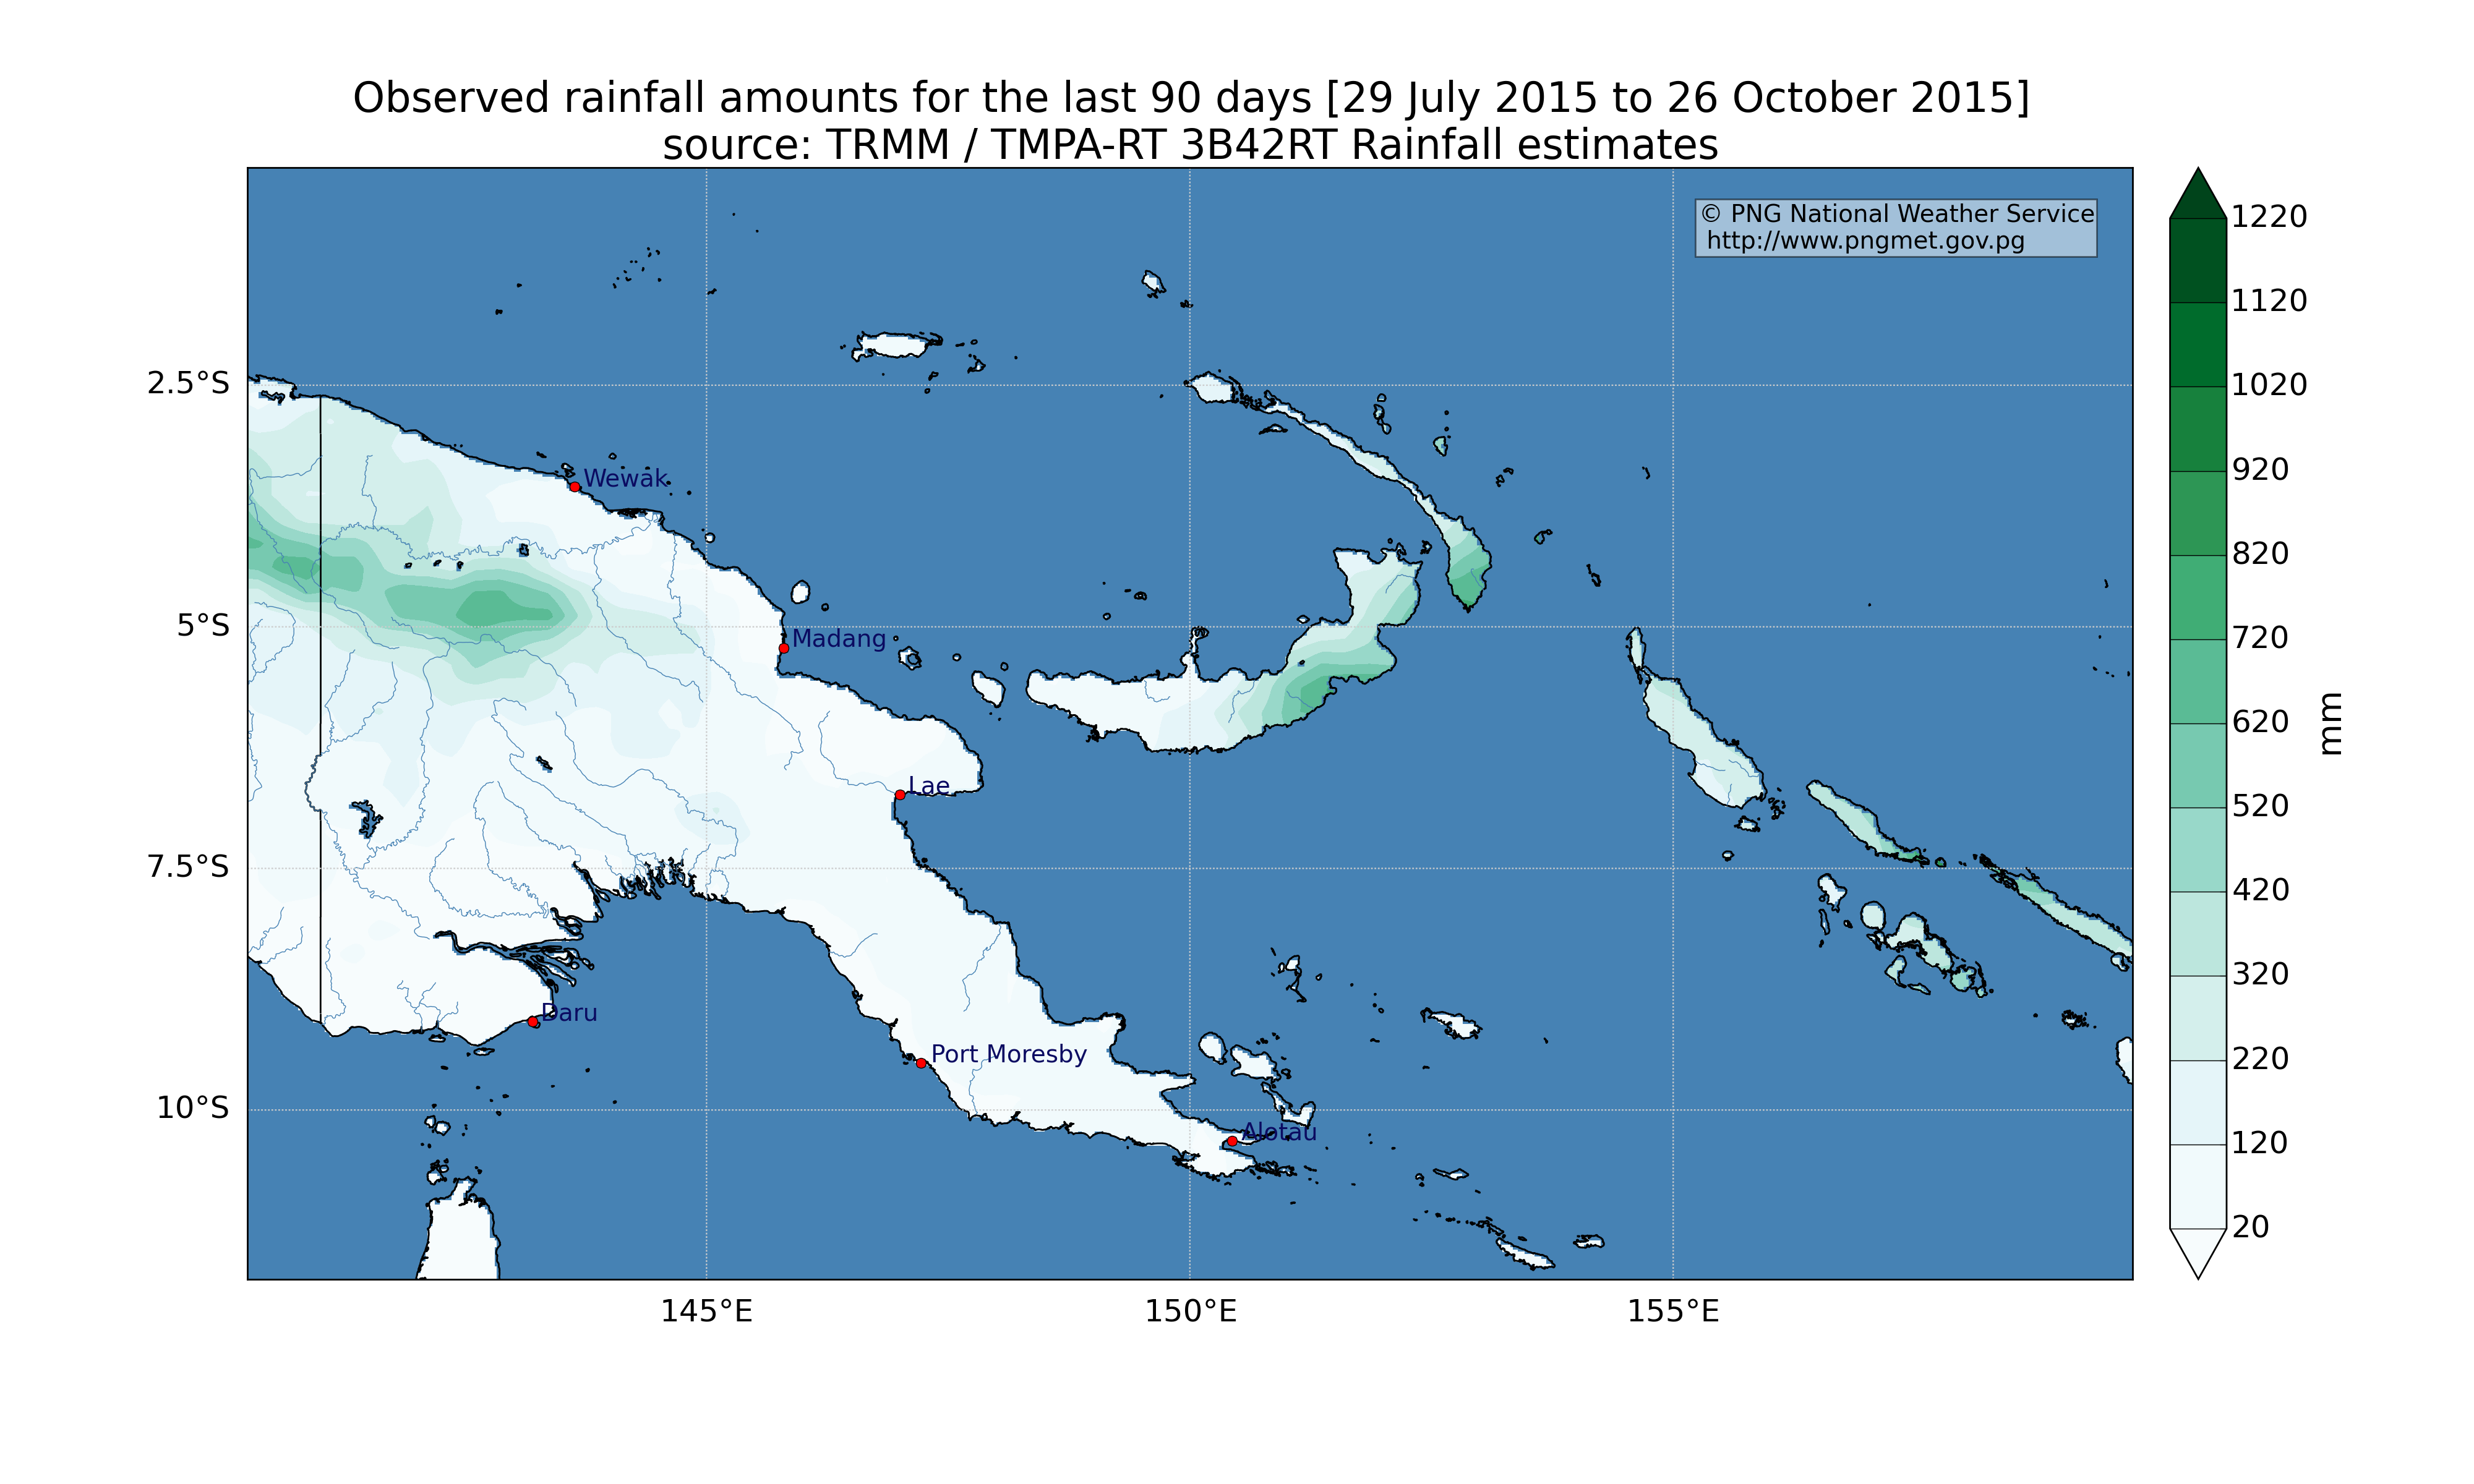 Observed rainfall amounts for the last 90 days [29 July 2015 to 26 October 2015]
source: TRMM / TMPA-RT 3B42RT Rainfall estimates
© PNG National Weather Service
http://www.pngmet.gov.pg
1220
1120
1020
920
820
720
620
520
420
320
220
120
20
mm
2.5°S
5°S
7.5°S
10°S
Wewak
Madang
Lae
Daru
Port Moresby
Alotau
145°E
150°E
155°E